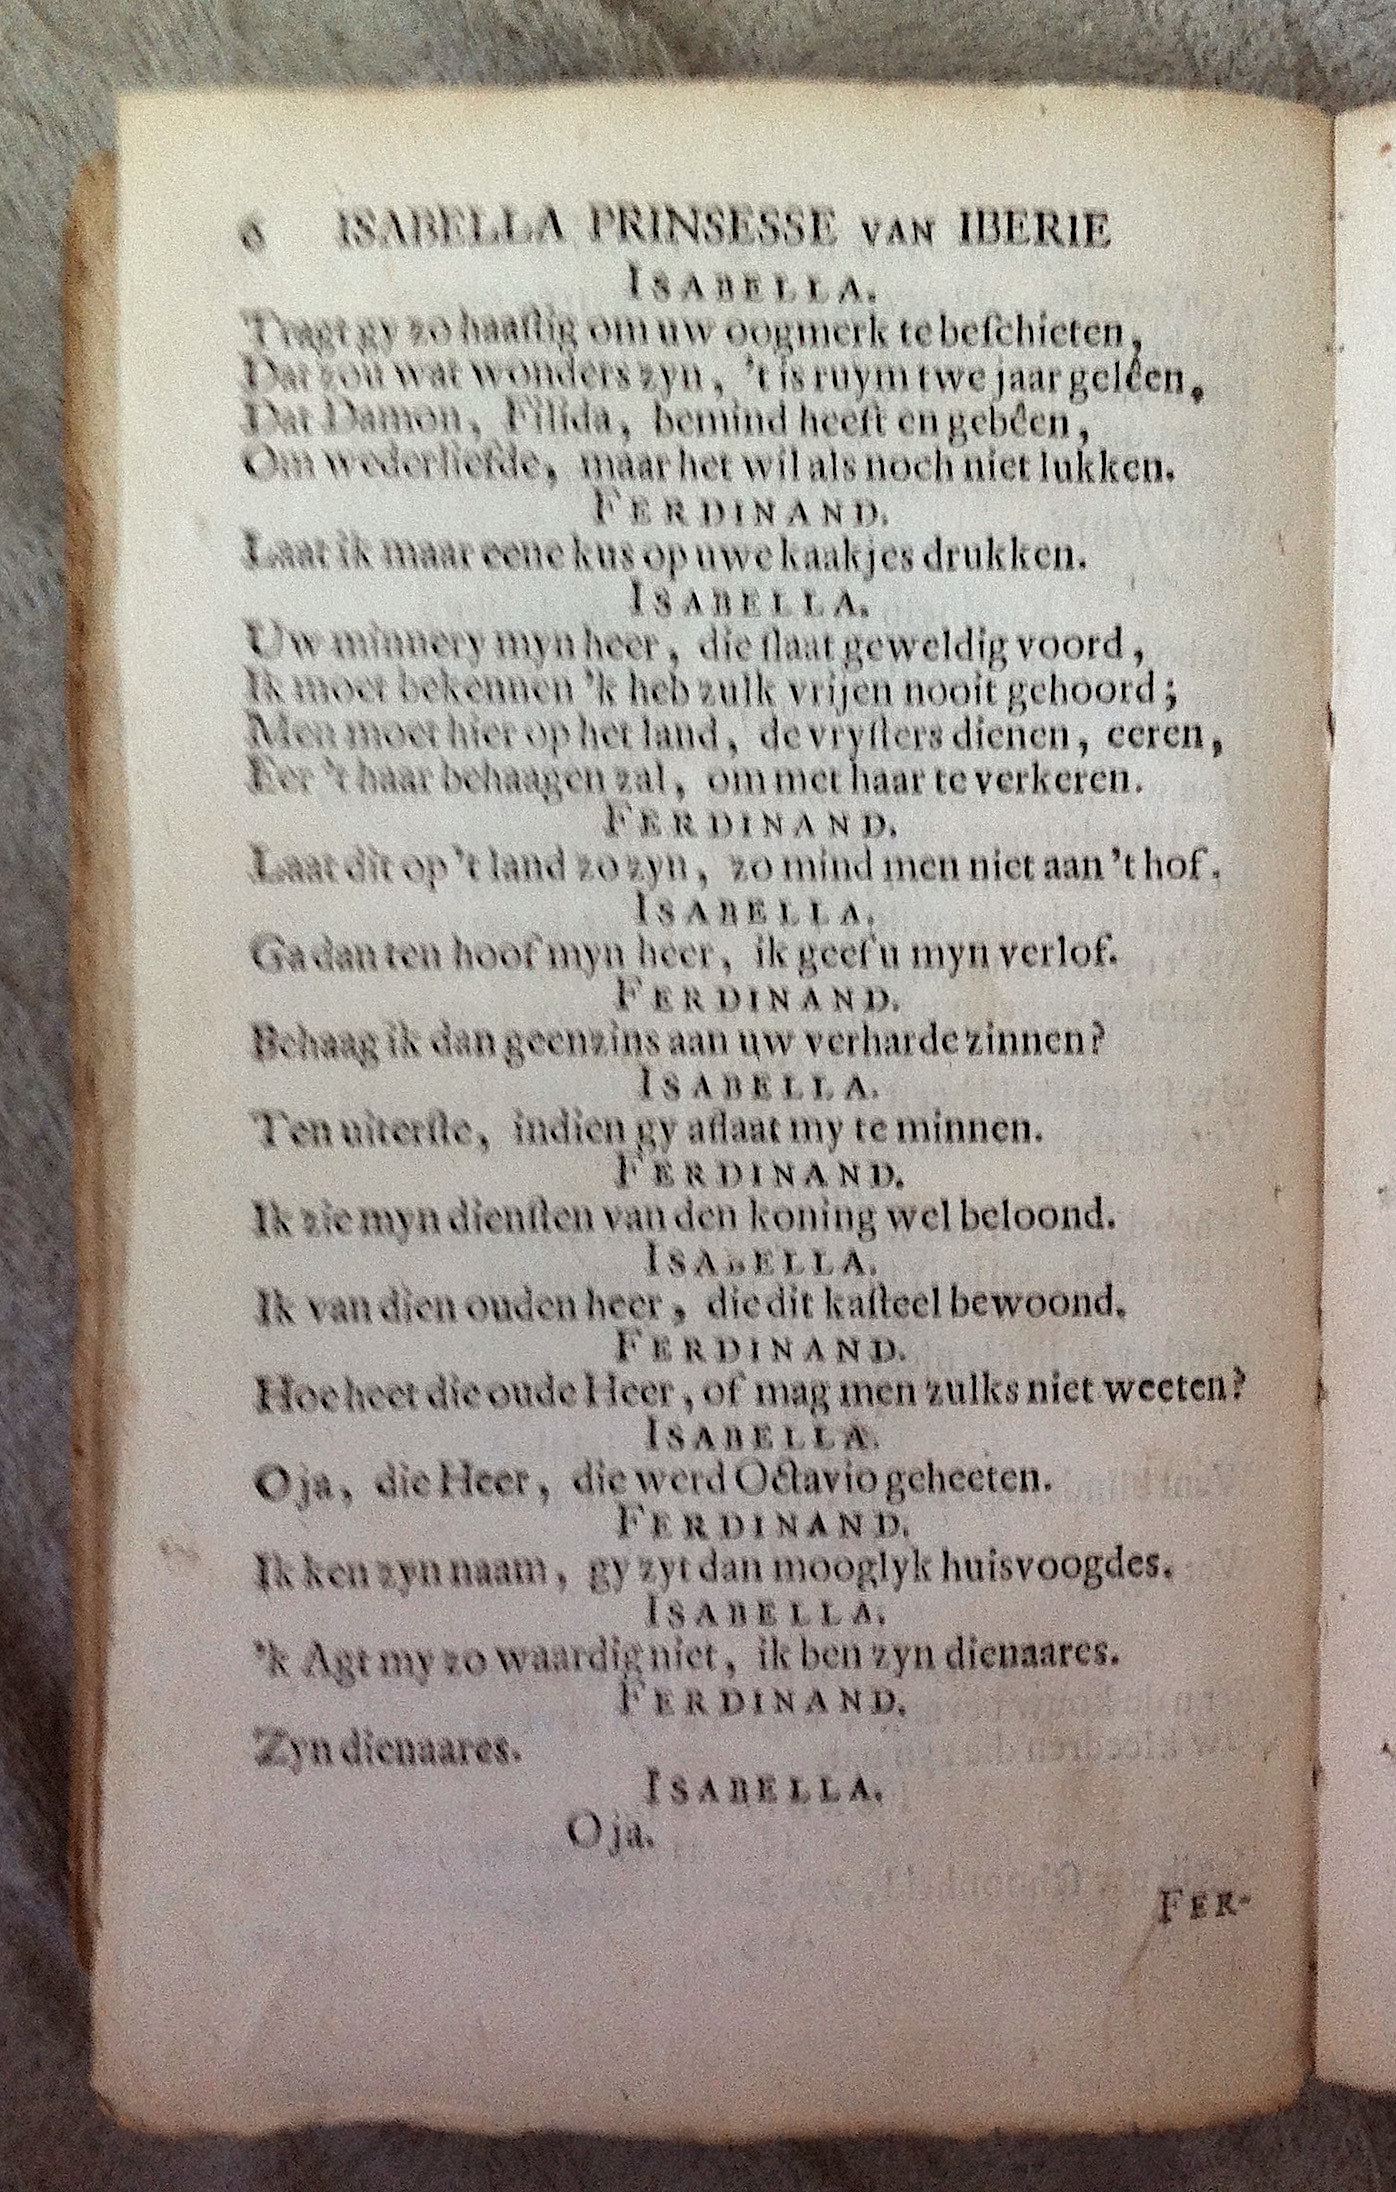 6 ISABELLA PRINSESSE VAN IBERIE
ISABELLA.
Tragt gy zo haaſtig om uw oogmerk te beſchieten,
Dat zou wat wonders zyn, 't is ruym twe jaar gelêen,
Dat Damon, Filida, bemind heeft en gebêen,
Om wederliefde, maar het wil als noch niet lukken.
FERDINAND.
Laat ik maar eene kus op uwe kaakjes drukken.
ISABELLA.
Uw minnery myn heer, die ſlaat geweldig voord,
Ik moet bekennen 'k heb zulk vrijen nooit gehoord;
Men moet hier op het land, de vryſters dienen, eeren,
Eer 't haar behaagen zal, om met haar te verkeren.
FERDINAND.
Laat dit op 't land zo zyn, zo mind men niet aan 't hof.
ISABELLA.
Ga dan ten hoof myn heer, ik geef u myn verlof.
FERDINAND.
Behaag ik dan geenzins aan uw verharde zinnen?
ISABELLA.
Ten uiterſte, indien gy aflaat my te minnen.
FERDINAND.
Ik zie myn dienſten van den koning wel beloond.
ISABELLA.
Ik van dien ouden heer, die dit kaſteel bewoond.
FERDINAND.
Hoe heet die oude Heer, of mag men zulks niet weeten?
ISABELLA.
O ja, die Heer, die werd Octavio geheeten.
FERDINAND.
Ik ken zyn naam, gy zyt dan mooglyk huisvoogdes.
ISABELLA.
'k Agt my zo waardig niet, ik ben zyn dienaares.
FERDINAND.
Zyn dienaares.
ISABELLA.
O ja.
FER-